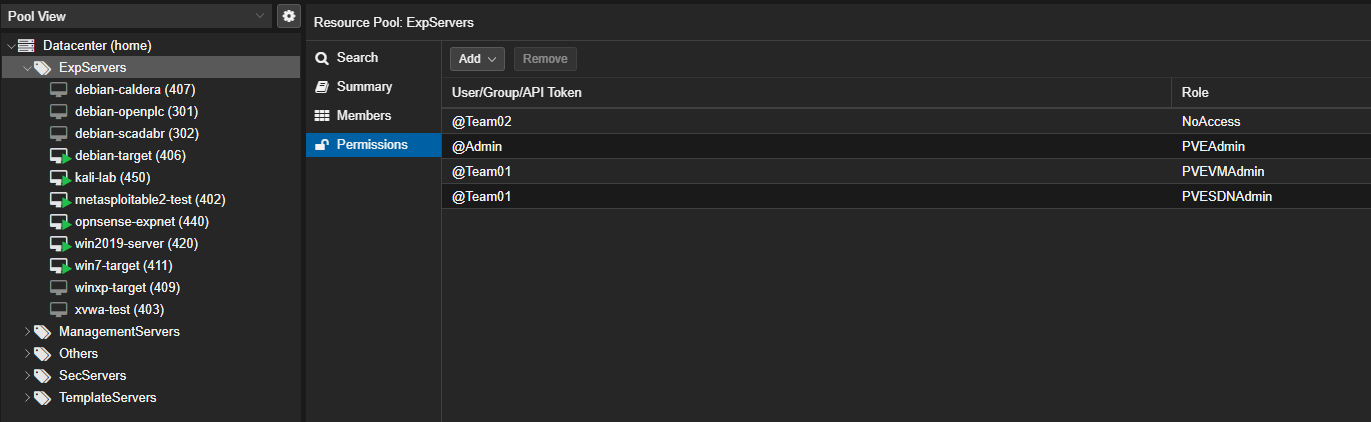 Pool View
Datacenter (home)
ExpServers
debian-caldera (407)
debian-openplc (301)
debian-scadabr (302)
debian-target (406)
kali-lab (450)
metasploitable2-test (402)
opnsense-expnet (440)
win2019-server (420)
win7-target (411)
winxp-target (409)
xvwa-test (403)
ManagementServers
Others
SecServers
TemplateServers
Resource Pool: ExpServers
Search
Summary
Members
Permissions
Add Remove
User/Group/API Token Role
@Team02 NoAccess
@Admin PVEAdmin
@Team01 PVEVMAdmin
@Team01 PVESDNAdmin